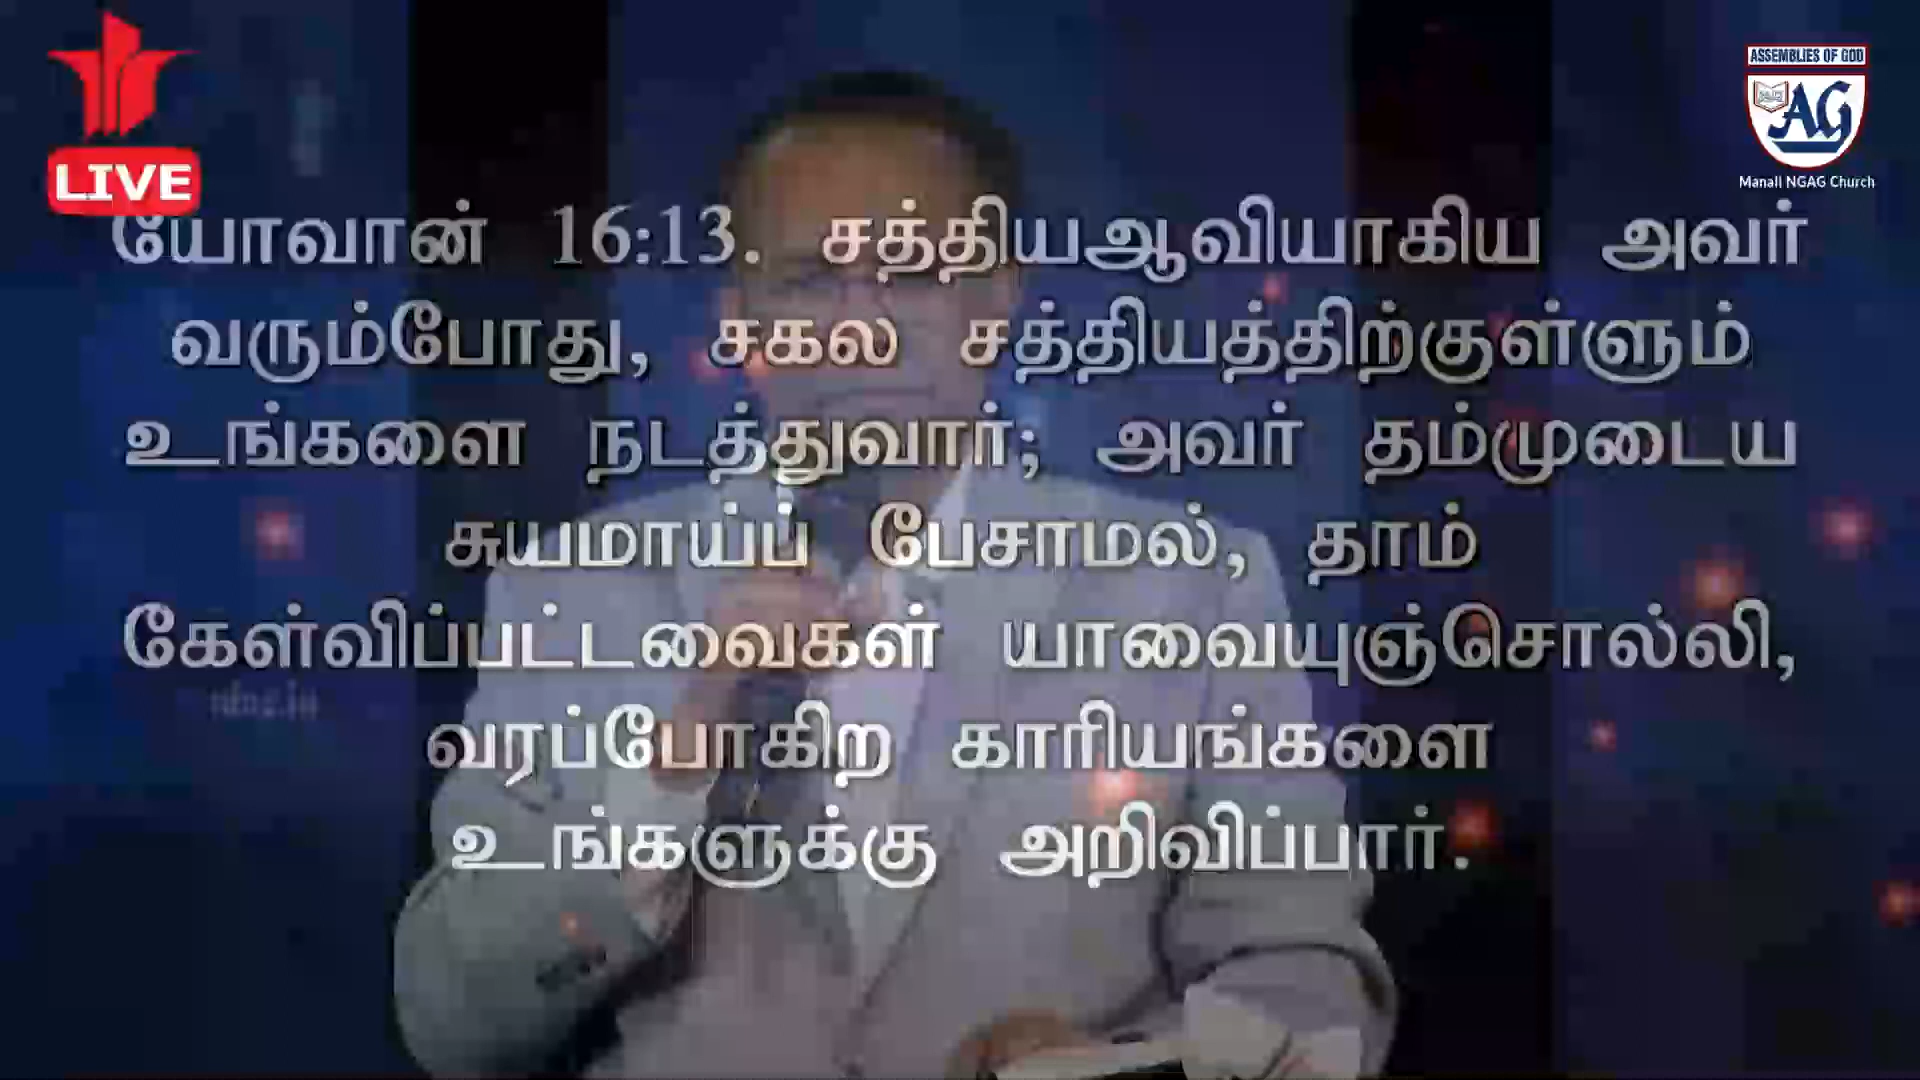 ASSEMBLIES OF GOD
AG
Manali NGAG Church
LIVE
யோவான் 16:13. சத்தியஆவியாகிய அவர்
வரும்போது, சகல சத்தியத்திற்குள்ளும்
உங்களை நடத்துவார்; அவர் தம்முடைய
சுயமாய்ப் பேசாமல், தாம்
கேள்விப்பட்டவைகள் யாவையுஞ்சொல்லி,
வரப்போகிற காரியங்களை
உங்களுக்கு அறிவிப்பார்.